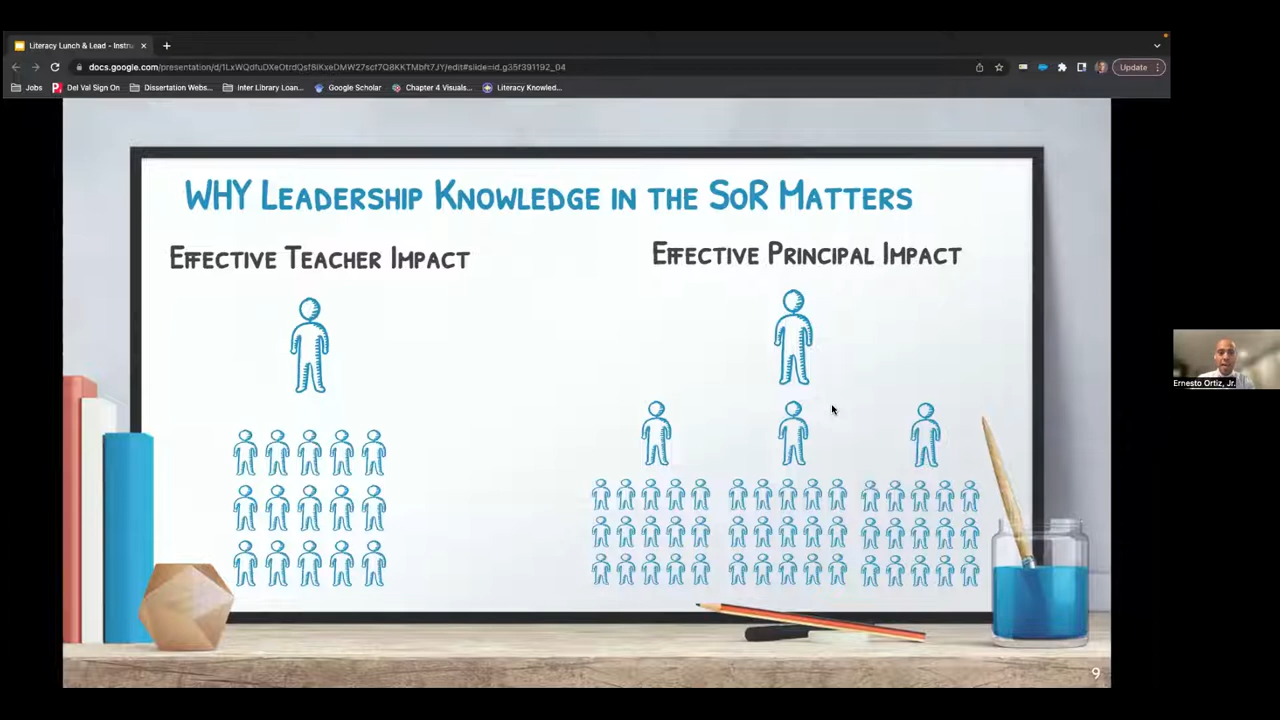 Literacy Lunch & Lead - Instru
docs.google.com/presentation/d/1LxWQdfuDXeOtrdQsf8iKxeDMW27scf7Q8KKTMbft7JY/edit#slide=id.g35f391192_04
Update
Jobs
Del Val Sign On
Dissertation Webs...
Inter Library Loan...
Google Scholar
Chapter 4 Visuals...
Literacy Knowled...
WHY Leadership Knowledge in the SoR Matters
Effective Teacher Impact
Effective Principal Impact
Ernesto Ortiz, Jr.
9